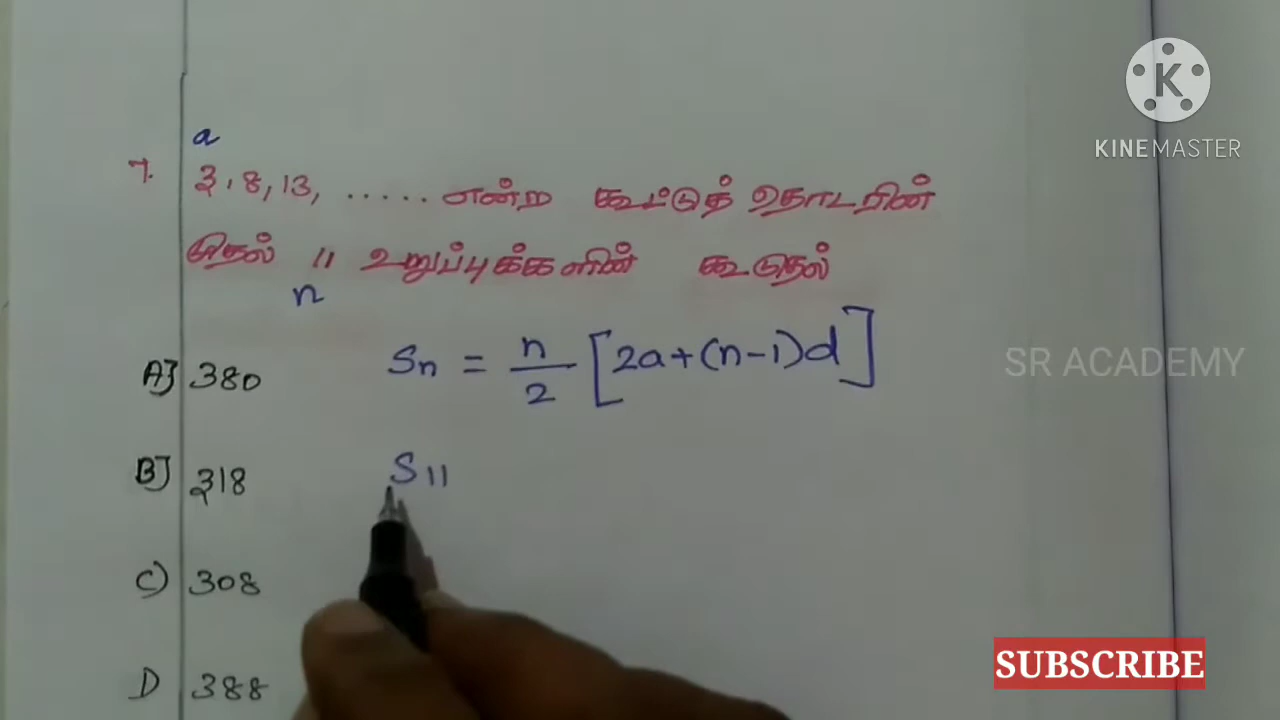 K
KINEMASTER
a
7. 3, 8, 13, ..... என்ற கூட்டுத் தொடரின்
முதல் 11 உறுப்புக்களின் கூடுதல்
n
Sn = n/2 [2a+(n-1)d]
A] 380
SR ACADEMY
B] 318
S11
C) 308
D 388
SUBSCRIBE